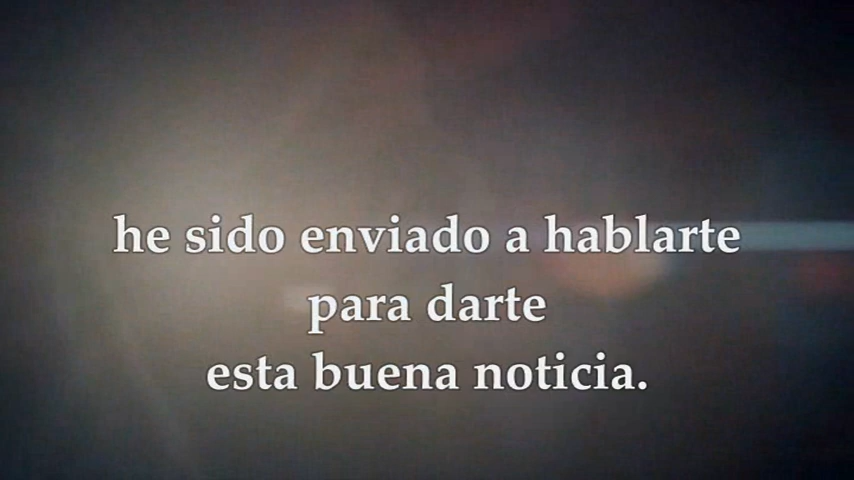 he sido enviado a hablarte
para darte
esta buena noticia.